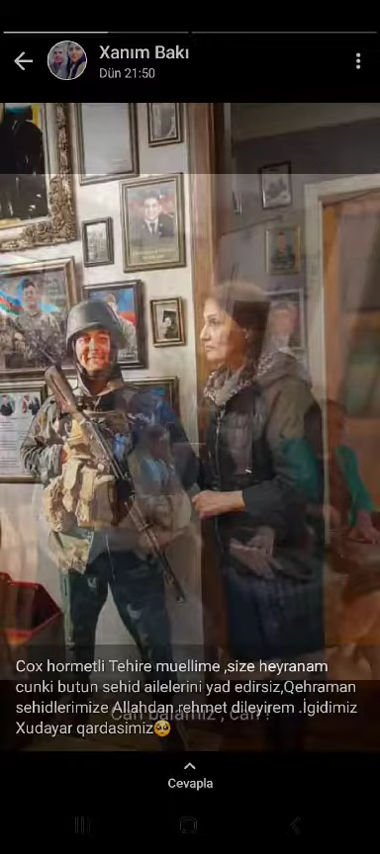 Xanım Bakı
Dün 21:50
Cox hormetli Tehire muellime ,size heyranam
cunki butun sehid ailelerini yad edirsiz,Qehraman
sehidlerimize Allahdan rehmet dileyirem .İgidimiz
Can balamız , can !
Xudayar qardasimiz🥺
Cevapla